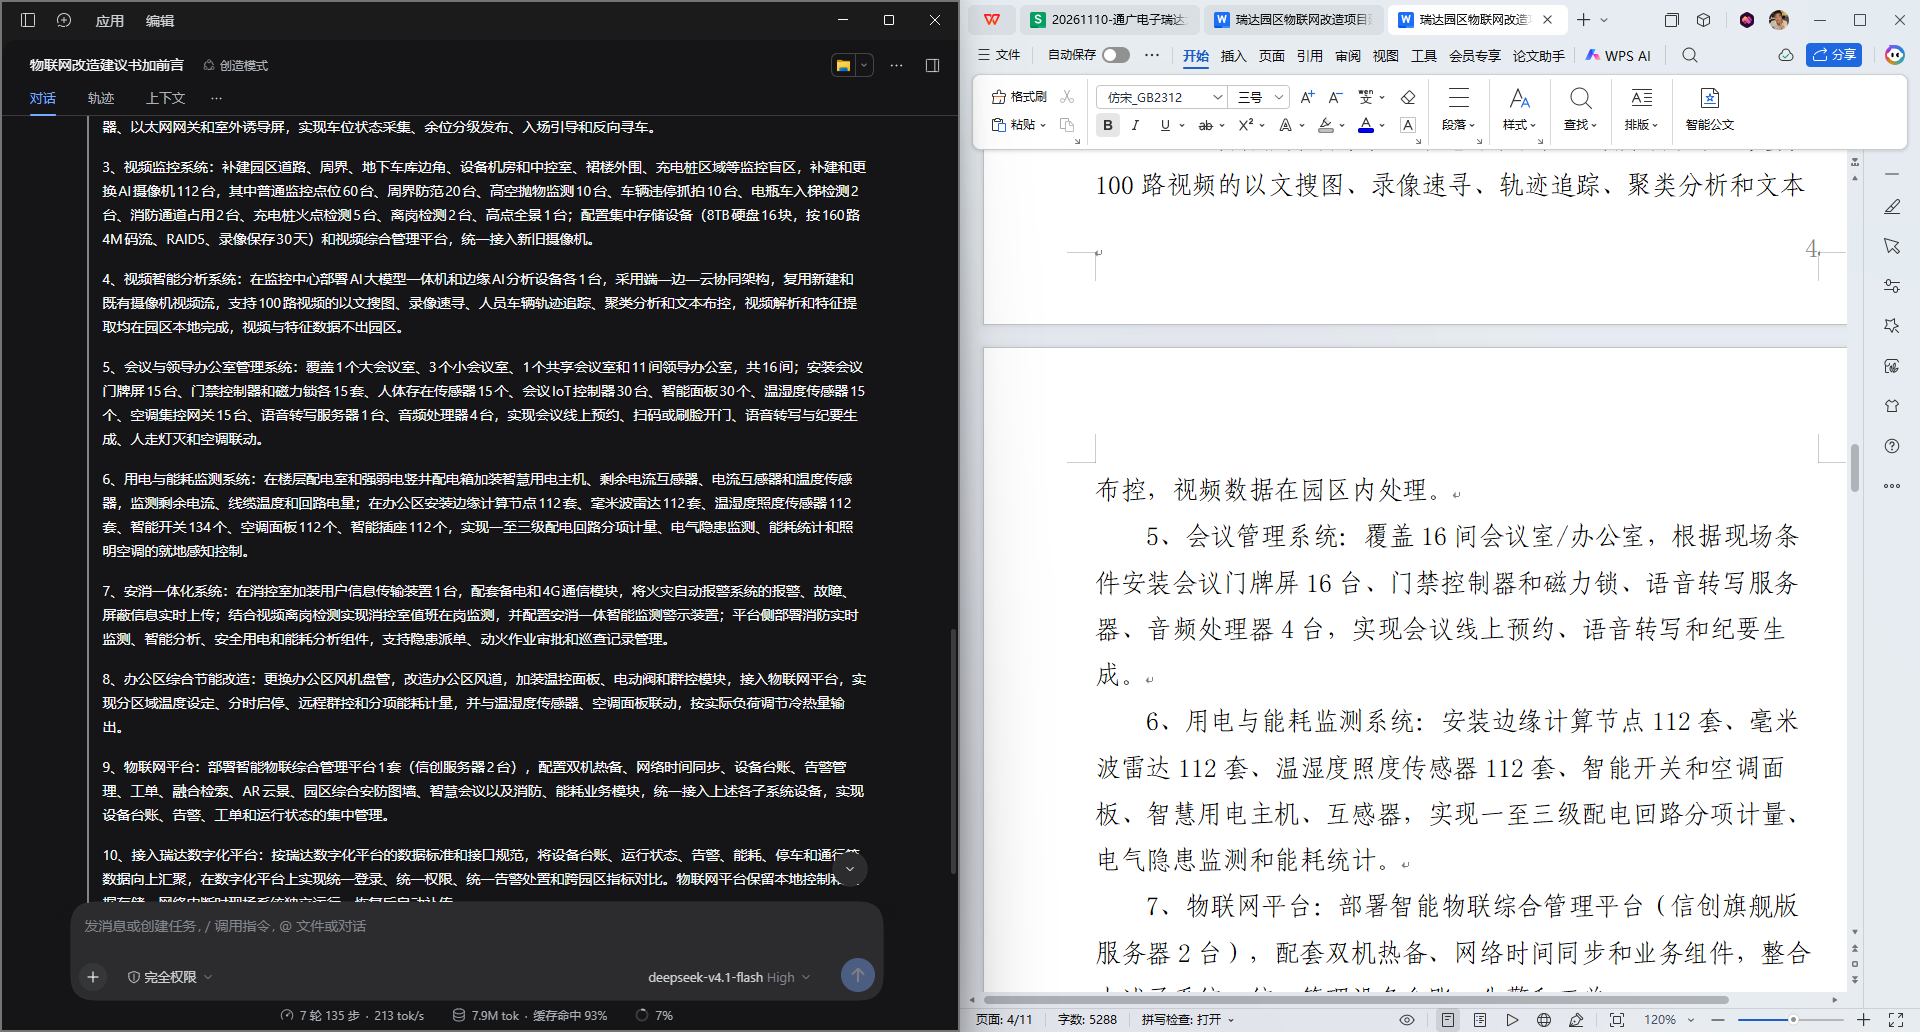 应用 编辑
物联网改造建议书加前言 创造模式
对话 轨迹 上下文 ···
器、以太网网关和室外诱导屏，实现车位状态采集、余位分级发布、入场引导和反向寻车。
3、视频监控系统：补建园区道路、周界、地下车库边角、设备机房和中控室、裙楼外围、充电桩区域等监控盲区，补建和更
换AI摄像机112台，其中普通监控点位60台、周界防范20台、高空抛物监测10台、车辆违停抓拍10台、电瓶车入梯检测2
台、消防通道占用2台、充电桩火点检测5台、离岗检测2台、高点全景1台；配置集中存储设备（8TB硬盘16块，按160路
4M码流、RAID5、录像保存30天）和视频综合管理平台，统一接入新旧摄像机。
4、视频智能分析系统：在监控中心部署AI大模型一体机和边缘AI分析设备各1台，采用端—边—云协同架构，复用新建和
既有摄像机视频流，支持100路视频的以文搜图、录像速寻、人员车辆轨迹追踪、聚类分析和文本布控，视频解析和特征提
取均在园区本地完成，视频与特征数据不出园区。
5、会议与领导办公室管理系统：覆盖1个大会议室、3个小会议室、1个共享会议室和11间领导办公室，共16间；安装会议
门牌屏15台、门禁控制器和磁力锁各15套、人体存在传感器15个、会议IoT控制器30台、智能面板30个、温湿度传感器15
个、空调集控网关15台、语音转写服务器1台、音频处理器4台，实现会议线上预约、扫码或刷脸开门、语音转写与纪要生
成、人走灯灭和空调联动。
6、用电与能耗监测系统：在楼层配电室和强弱电竖井配电箱加装智慧用电主机、剩余电流互感器、电流互感器和温度传感
器，监测剩余电流、线缆温度和回路电量；在办公区安装边缘计算节点112套、毫米波雷达112套、温湿度照度传感器112
套、智能开关134个、空调面板112个、智能插座112个，实现一至三级配电回路分项计量、电气隐患监测、能耗统计和照
明空调的就地感知控制。
7、安消一体化系统：在消控室加装用户信息传输装置1台，配套备电和4G通信模块，将火灾自动报警系统的报警、故障、
屏蔽信息实时上传；结合视频离岗检测实现消控室值班在岗监测，并配置安消一体智能监测警示装置；平台侧部署消防实时
监测、智能分析、安全用电和能耗分析组件，支持隐患派单、动火作业审批和巡查记录管理。
8、办公区综合节能改造：更换办公区风机盘管，改造办公区风道，加装温控面板、电动阀和群控模块，接入物联网平台，实
现分区域温度设定、分时启停、远程群控和分项能耗计量，并与温湿度传感器、空调面板联动，按实际负荷调节冷热量输
出。
9、物联网平台：部署智能物联综合管理平台1套（信创服务器2台），配置双机热备、网络时间同步、设备台账、告警管
理、工单、融合检索、AR云景、园区综合安防图墙、智慧会议以及消防、能耗业务模块，统一接入上述各子系统设备，实现
设备台账、告警、工单和运行状态的集中管理。
10、接入瑞达数字化平台：按瑞达数字化平台的数据标准和接口规范，将设备台账、运行状态、告警、能耗、停车和通行
数据向上汇聚，在数字化平台上实现统一登录、统一权限、统一告警处置和跨园区指标对比。物联网平台保留本地控制
发消息或创建任务，/ 调用指令，@ 文件或对话
完全权限 deepseek-v4.1-flash High
7 轮 135 步 · 213 tok/s 7.9M tok · 缓存命中 93% 7%
20261110-通广电子瑞达 瑞达园区物联网改造项目 瑞达园区物联网改造
文件 自动保存 ··· 开始 插入 页面 引用 审阅 视图 工具 会员专享 论文助手 WPS AI 分享
格式刷 仿宋_GB2312 三号
粘贴 段落 样式 查找 排版 智能公文
100 路视频的以文搜图、录像速寻、轨迹追踪、聚类分析和文本
4
布控，视频数据在园区内处理。
5、会议管理系统：覆盖 16 间会议室/办公室，根据现场条
件安装会议门牌屏 16 台、门禁控制器和磁力锁、语音转写服务
器、音频处理器 4 台，实现会议线上预约、语音转写和纪要生
成。
6、用电与能耗监测系统：安装边缘计算节点 112 套、毫米
波雷达 112 套、温湿度照度传感器 112 套、智能开关和空调面
板、智慧用电主机、互感器，实现一至三级配电回路分项计量、
电气隐患监测和能耗统计。
7、物联网平台：部署智能物联综合管理平台（信创旗舰版
服务器 2 台），配套双机热备、网络时间同步和业务组件，整合
页面: 4/11 字数: 5288 拼写检查: 打开 120%